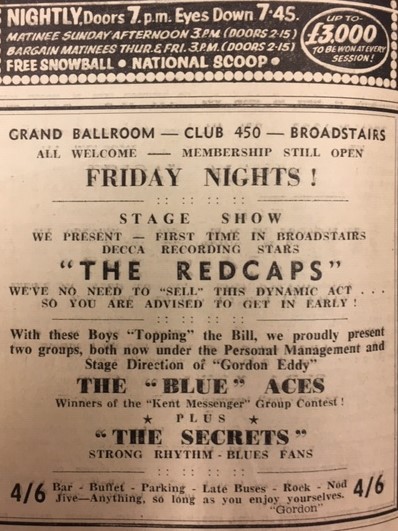 NIGHTLY, Doors 7. p.m. Eyes Down 7·45.
MATINEE SUNDAY AFTERNOON 3.P.M. (DOORS 2·15)
BARGAIN MATINEES THUR. & FRI. 3.P.M. (DOORS 2·15)
FREE SNOWBALL • NATIONAL SCOOP •
UP TO-
£3,000
TO BE WON AT EVERY
SESSION!
GRAND BALLROOM — CLUB 450 — BROADSTAIRS
ALL WELCOME — MEMBERSHIP STILL OPEN
FRIDAY NIGHTS !
STAGE SHOW
WE PRESENT — FIRST TIME IN BROADSTAIRS
DECCA RECORDING STARS
"THE REDCAPS"
WE'VE NO NEED TO "SELL" THIS DYNAMIC ACT . . .
SO YOU ARE ADVISED TO GET IN EARLY !
With these Boys "Topping" the Bill, we proudly present
two groups, both now under the Personal Management and
Stage Direction of "Gordon Eddy"
THE "BLUE" ACES
Winners of the "Kent Messenger" Group Contest !
★ PLUS ★
"THE SECRETS"
STRONG RHYTHM - BLUES FANS
4/6 Bar - Buffet - Parking - Late Buses - Rock - Nod 4/6
Jive—Anything, so long as you enjoy yourselves.
"Gordon"